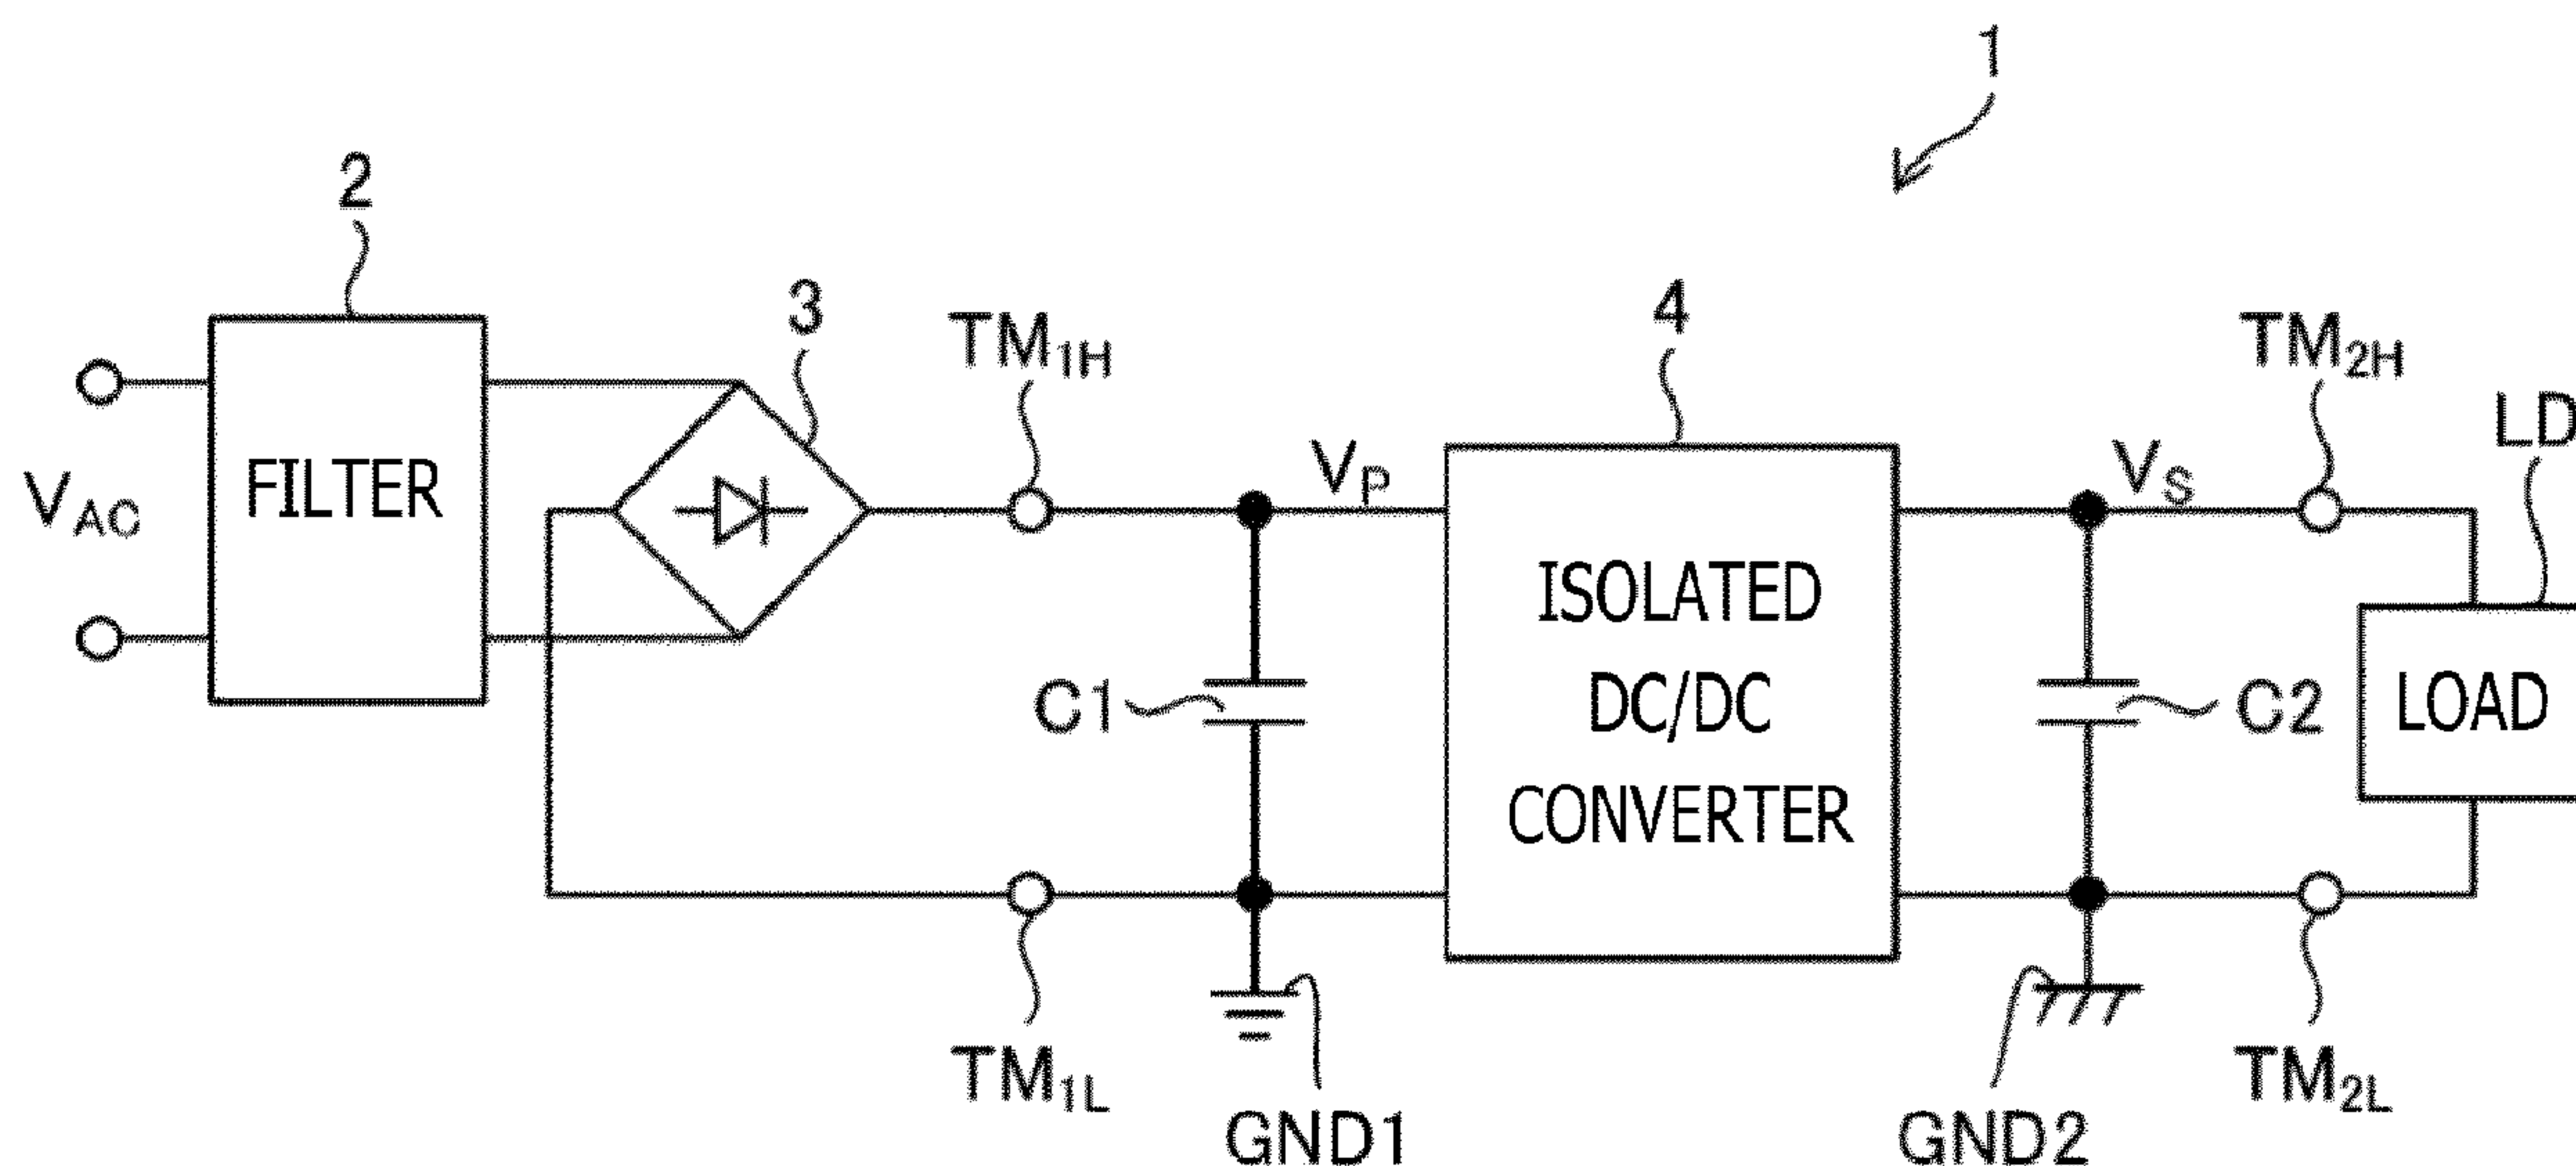 1
2
3
4
TM1H
TM2H
LD
VAC
FILTER
VP
VS
ISOLATED
DC/DC
CONVERTER
C1
C2
LOAD
TM1L
TM2L
GND1
GND2